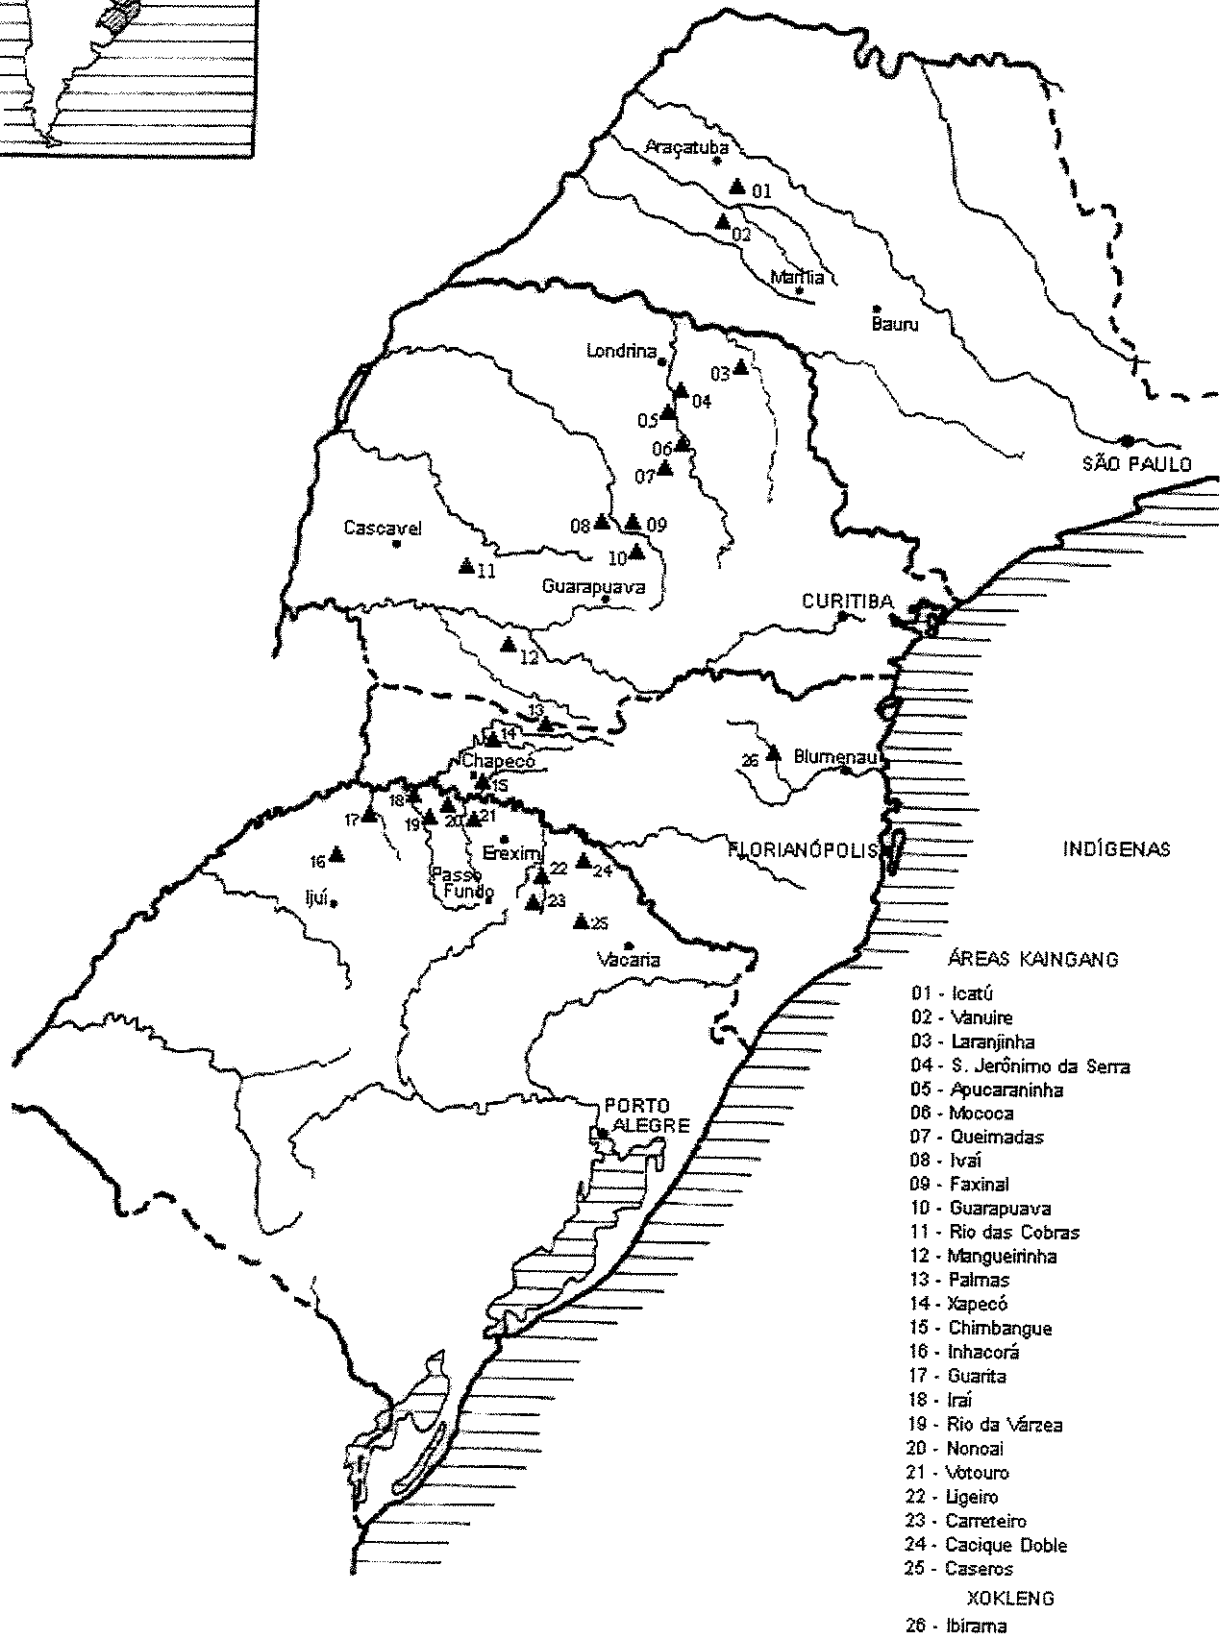 Araçatuba
01
02
Marília
Bauru
Londrina
03
04
05
06
07
SÃO PAULO
08
09
Cascavel
10
11
Guarapuava
CURITIBA
12
13
14
Chapecó
26
Blumenau
15
18
17
19
20
21
Erexim
FLORIANÓPOLIS
INDÍGENAS
16
22
24
Passo
Fundo
Ijuí
23
25
Vacaria
PORTO
ALEGRE
ÁREAS KAINGANG
01 - Icatú
02 - Vanuire
03 - Laranjinha
04 - S. Jerônimo da Serra
05 - Apucaraninha
06 - Mococa
07 - Queimadas
08 - Ivaí
09 - Faxinal
10 - Guarapuava
11 - Rio das Cobras
12 - Mangueirinha
13 - Palmas
14 - Xapecó
15 - Chimbangue
16 - Inhacorá
17 - Guarita
18 - Iraí
19 - Rio da Várzea
20 - Nonoai
21 - Votouro
22 - Ligeiro
23 - Carreteiro
24 - Cacique Doble
25 - Caseros
XOKLENG
26 - Ibirama